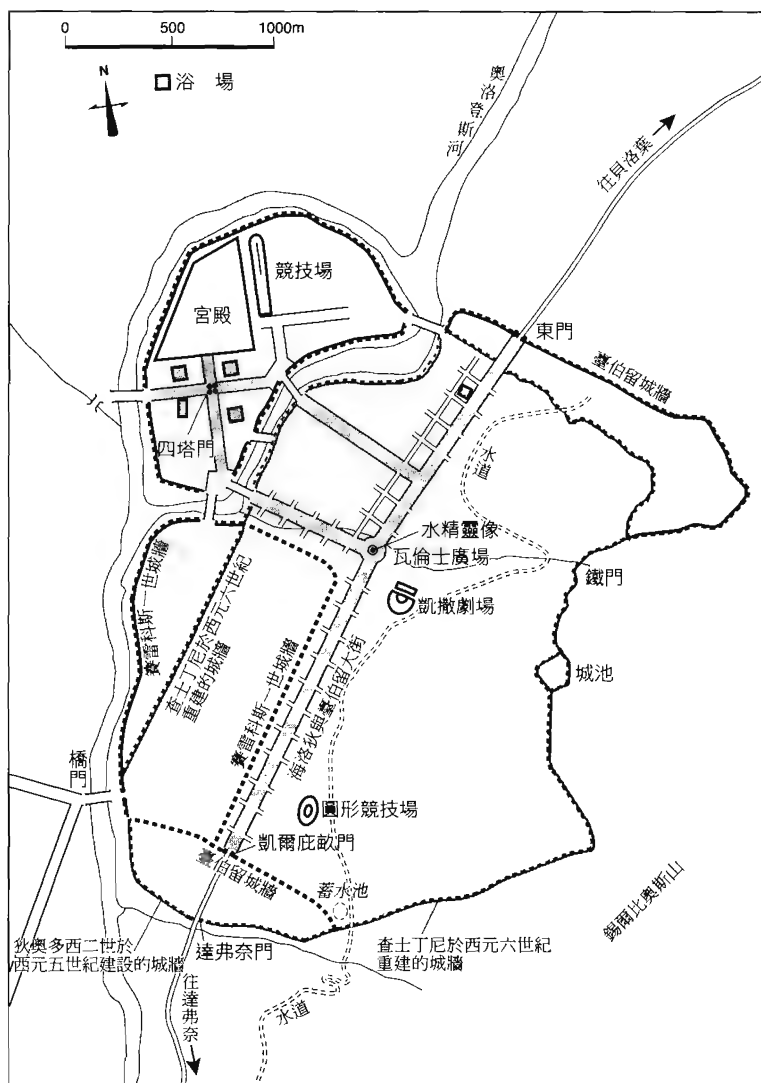 0 500 1000m
N
浴 場
奧洛登斯河
往貝洛葉
競技場
宮殿
東門
臺伯留城牆
四塔門
水道
水精靈像
瓦倫士廣場
鐵門
凱撒劇場
賽雷科斯一世城牆
查士丁尼於西元六世紀
重建的城牆
賽雷科斯一世城牆
海洛狄與臺伯留大街
城池
橋門
圓形競技場
凱爾庇畝門
臺伯留城牆
蓄水池
錫爾比奧斯山
狄奧多西二世於
西元五世紀建設的城牆
達弗奈門
查士丁尼於西元六世紀
重建的城牆
往達弗奈
水道